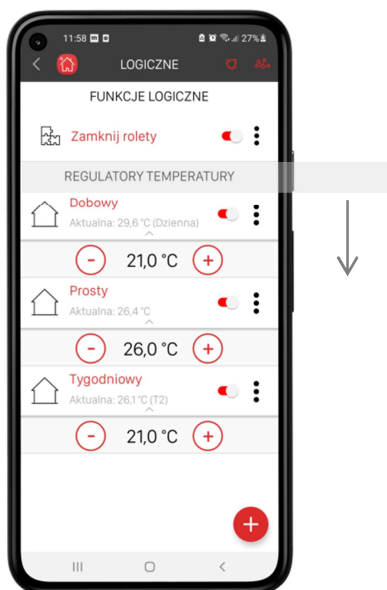 11:58
27%
LOGICZNE
FUNKCJE LOGICZNE
Zamknij rolety
REGULATORY TEMPERATURY
Dobowy
Aktualna: 29,6 °C (Dzienna)
- 21,0 °C +
Prosty
Aktualna: 26,4 °C
- 26,0 °C +
Tygodniowy
Aktualna: 26,1 °C (T2)
- 21,0 °C +
+